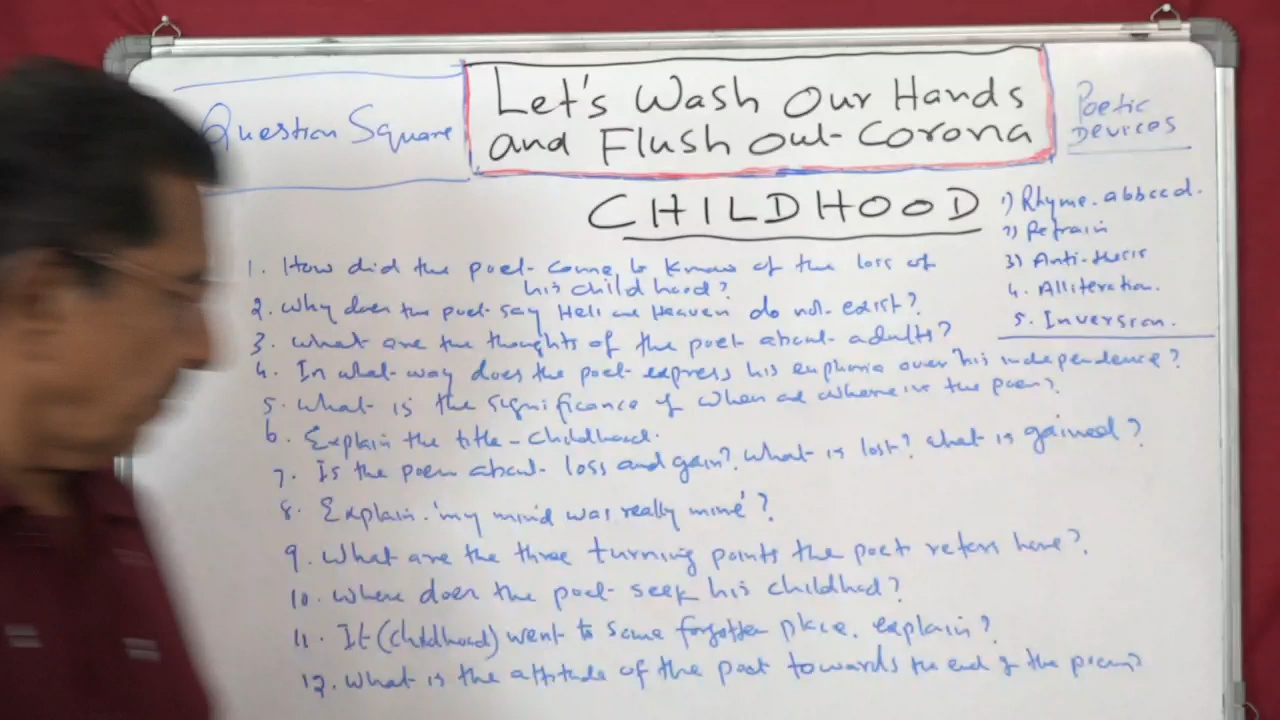 Question Square
Let's Wash Our Hands
and Flush out Corona
Poetic
Devices
CHILDHOOD
1) Rhyme. abbccd.
2) Refrain
3) Anti-thesis
4. Alliteration.
5. Inversion.
1. How did the poet come to know of the loss of
his childhood?
2. Why does the poet say Hell and Heaven do not exist?
3. What are the thoughts of the poet about adults?
4. In what way does the poet express his euphoria over his independence?
5. What is the significance of when and where in the poem?
6. Explain the title - childhood.
7. Is the poem about loss and gain? What is lost? What is gained?
8. Explain. 'my mind was really mine'?
9. What are the three turning points the poet refers here?
10. Where does the poet seek his childhood?
11. It (childhood) went to some forgotten place. explain?
12. What is the attitude of the poet towards the end of the poem?